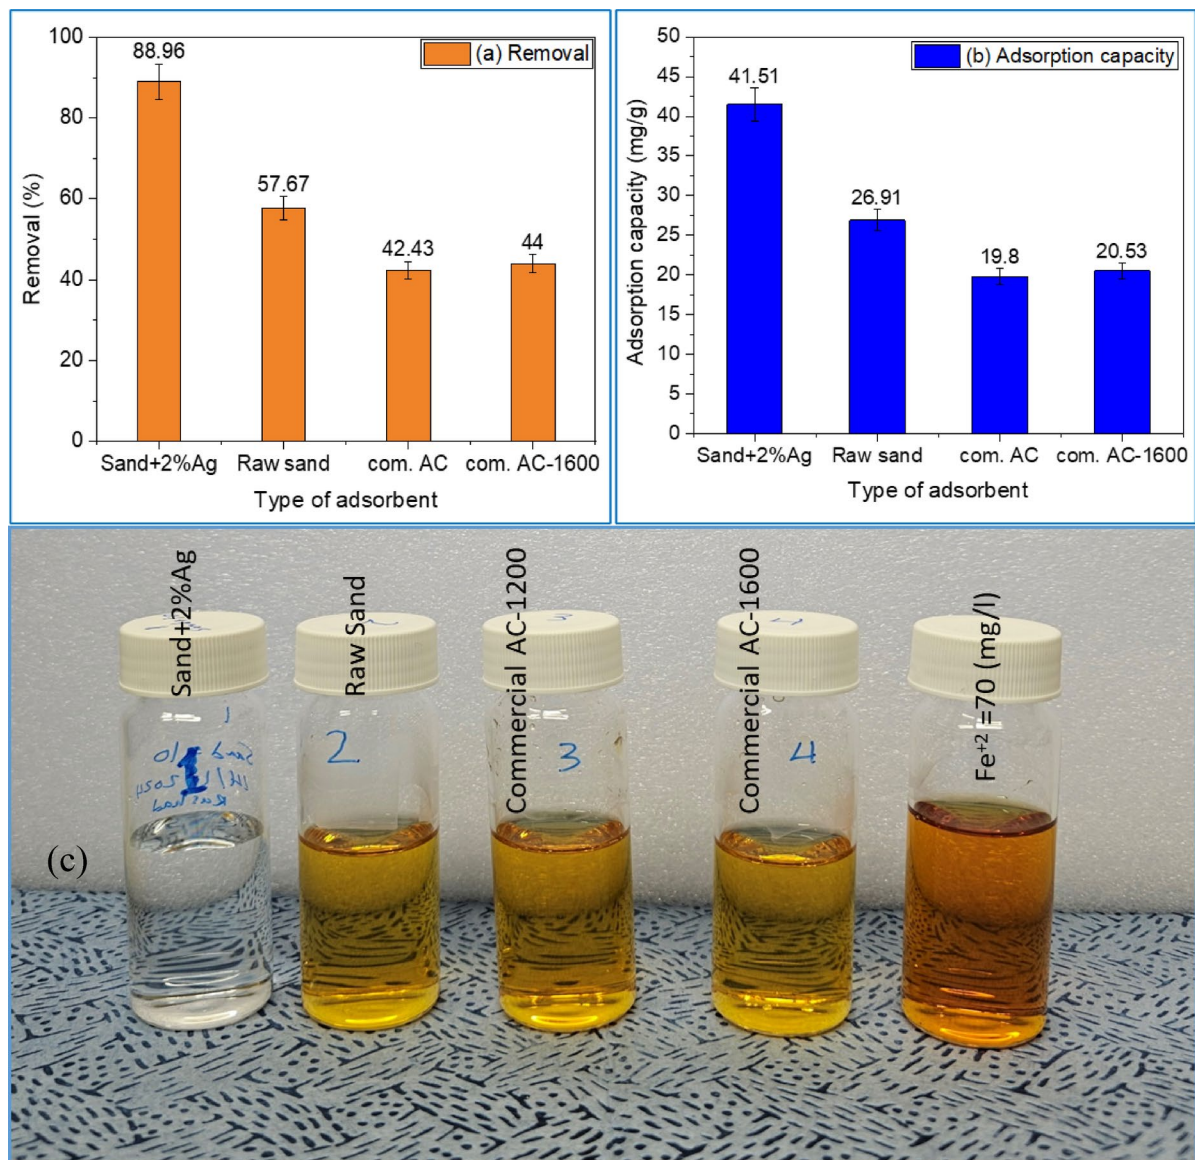 (a) Removal
100
80
60
40
20
0
Removal (%)
88.96
57.67
42.43
44
Sand+2%Ag
Raw sand
com. AC
com. AC-1600
Type of adsorbent
(b) Adsorption capacity
50
45
40
35
30
25
20
15
10
5
0
Adsorption capacity (mg/g)
41.51
26.91
19.8
20.53
Sand+2%Ag
Raw sand
com. AC
com. AC-1600
Type of adsorbent
(c)
Sand+2%Ag
Raw Sand
Commercial AC-1200
Commercial AC-1600
Fe⁺²=70 (mg/l)
1
2
3
4
3
4